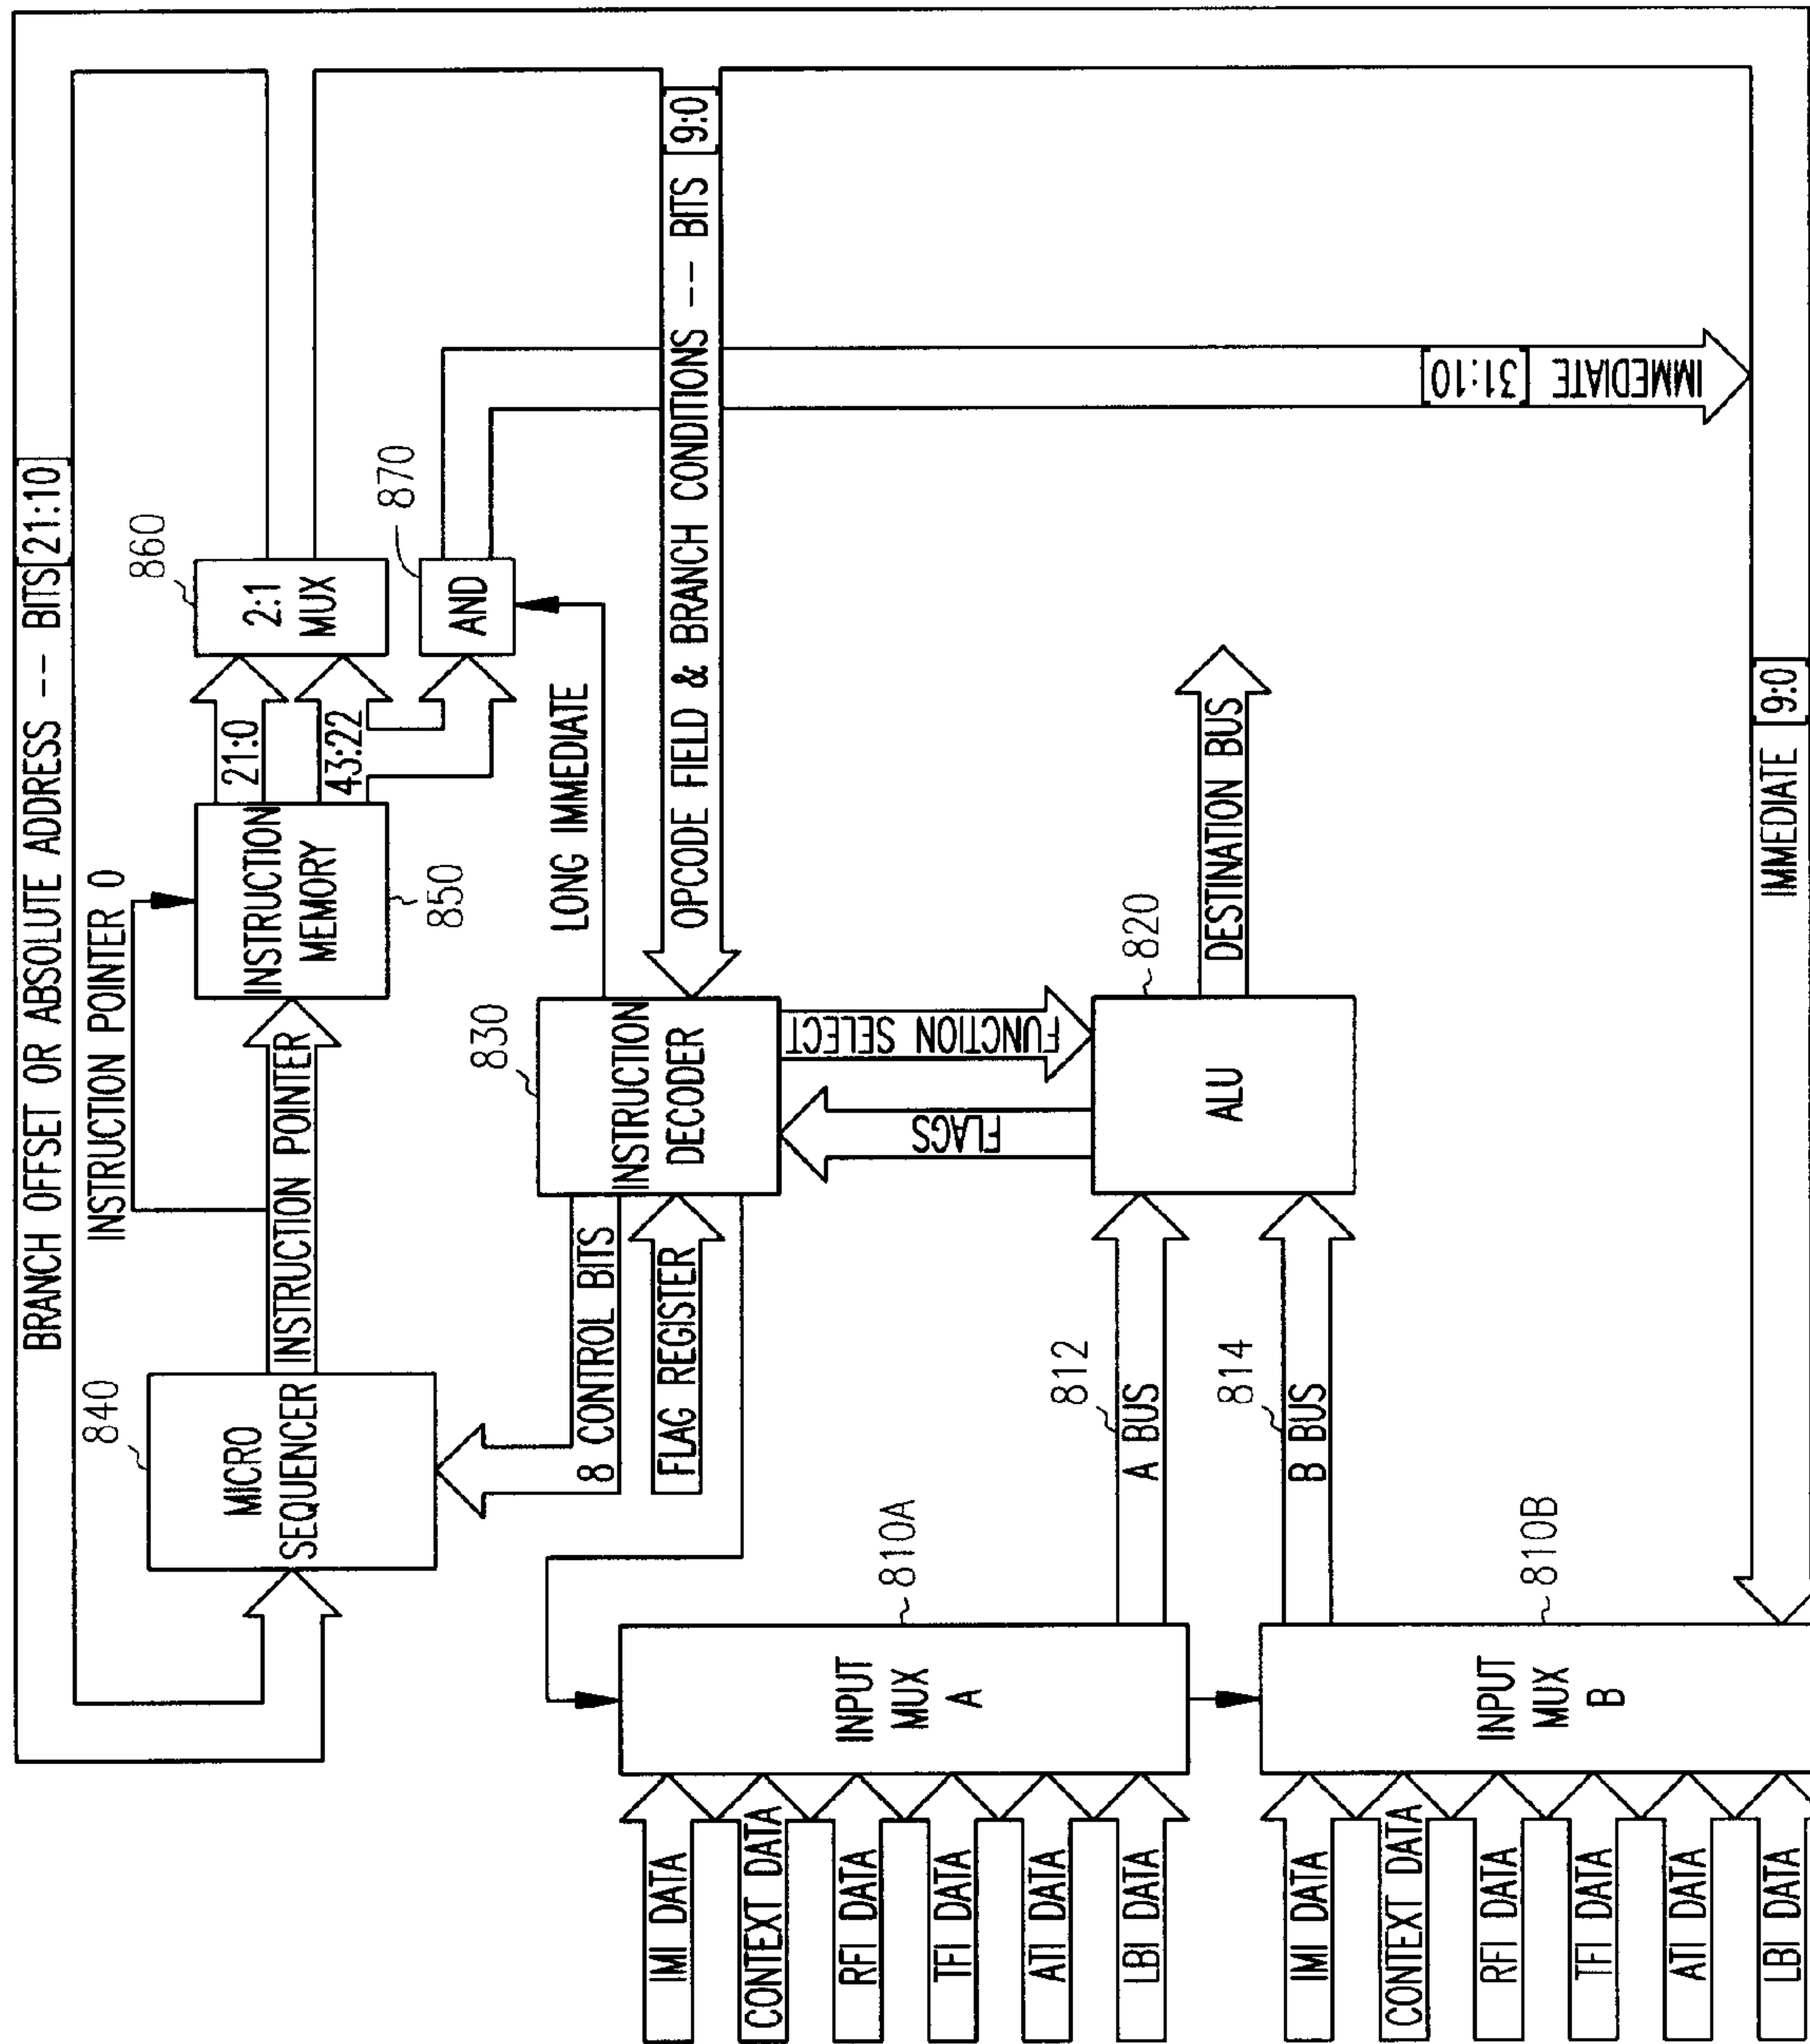 BRANCH OFFSET OR ABSOLUTE ADDRESS -- BITS [21:10]
INSTRUCTION POINTER 0
840
MICRO
SEQUENCER
INSTRUCTION POINTER
INSTRUCTION
MEMORY
850
21:0
43:22
860
2:1
MUX
870
AND
LONG IMMEDIATE
OPCODE FIELD & BRANCH CONDITIONS -- BITS [9:0]
8 CONTROL BITS
FLAG REGISTER
830
INSTRUCTION
DECODER
FLAGS
FUNCTION SELECT
[31:10]
IMMEDIATE
820
ALU
DESTINATION BUS
812
A BUS
814
B BUS
810A
INPUT
MUX
A
IMI DATA
CONTEXT DATA
RFI DATA
TFI DATA
ATI DATA
LBI DATA
810B
INPUT
MUX
B
IMI DATA
CONTEXT DATA
RFI DATA
TFI DATA
ATI DATA
LBI DATA
IMMEDIATE [9:0]